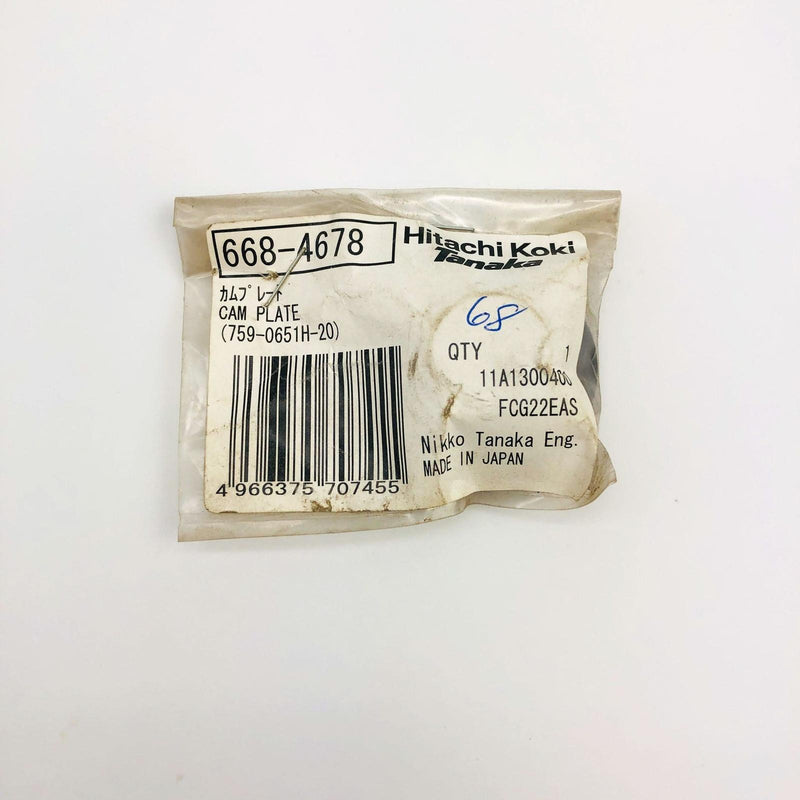 668-4678
Hitachi Koki
Tanaka
カムプレート
CAM PLATE
(759-0651H-20)
68
QTY 1
11A1300400
FCG22EAS
Nikko Tanaka Eng.
MADE IN JAPAN
4 966375 707455